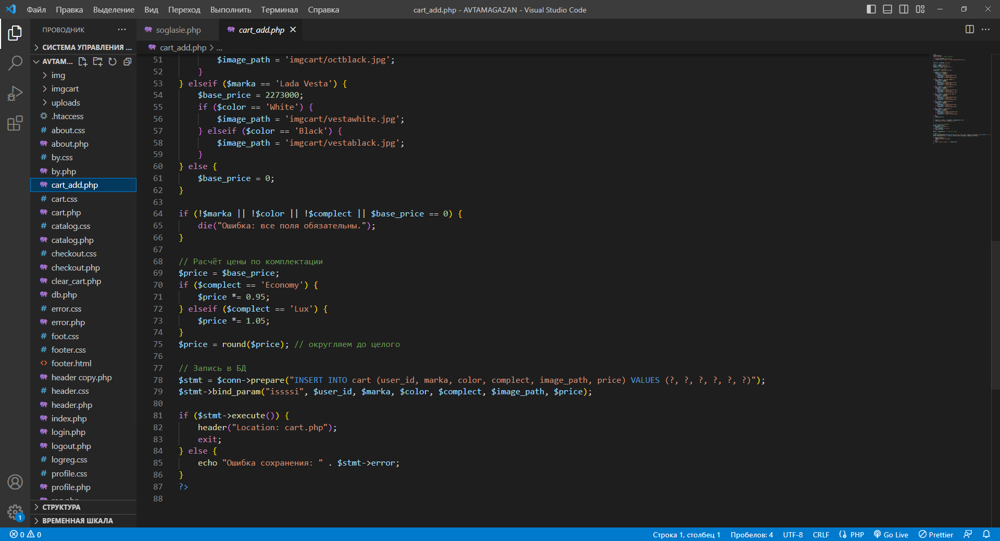 Файл Правка Выделение Вид Переход Выполнить Терминал Справка
cart_add.php - AVTAMAGAZAN - Visual Studio Code
ПРОВОДНИК
soglasie.php
cart_add.php
СИСТЕМА УПРАВЛЕНИЯ ...
cart_add.php > ...
AVTAM...
img
imgcart
uploads
.htaccess
# about.css
about.php
# by.css
by.php
cart_add.php
# cart.css
cart.php
# catalog.css
catalog.php
# checkout.css
checkout.php
clear_cart.php
db.php
# error.css
error.php
# foot.css
# footer.css
<> footer.html
header copy.php
# header.css
header.php
index.php
login.php
logout.php
# logreg.css
# profile.css
profile.php
СТРУКТУРА
ВРЕМЕННАЯ ШКАЛА
1
51 $image_path = 'imgcart/octblack.jpg';
52 }
53 } elseif ($marka == 'Lada Vesta') {
54 $base_price = 2273000;
55 if ($color == 'White') {
56 $image_path = 'imgcart/vestawhite.jpg';
57 } elseif ($color == 'Black') {
58 $image_path = 'imgcart/vestablack.jpg';
59 }
60 } else {
61 $base_price = 0;
62 }
63
64 if (!$marka || !$color || !$complect || $base_price == 0) {
65 die("Ошибка: все поля обязательны.");
66 }
67
68 // Расчёт цены по комплектации
69 $price = $base_price;
70 if ($complect == 'Economy') {
71 $price *= 0.95;
72 } elseif ($complect == 'Lux') {
73 $price *= 1.05;
74 }
75 $price = round($price); // округляем до целого
76
77 // Запись в БД
78 $stmt = $conn->prepare("INSERT INTO cart (user_id, marka, color, complect, image_path, price) VALUES (?, ?, ?, ?, ?, ?)");
79 $stmt->bind_param("issssi", $user_id, $marka, $color, $complect, $image_path, $price);
80
81 if ($stmt->execute()) {
82 header("Location: cart.php");
83 exit;
84 } else {
85 echo "Ошибка сохранения: " . $stmt->error;
86 }
87 ?>
88
0 0
Строка 1, столбец 1 Пробелов: 4 UTF-8 CRLF PHP Go Live Prettier